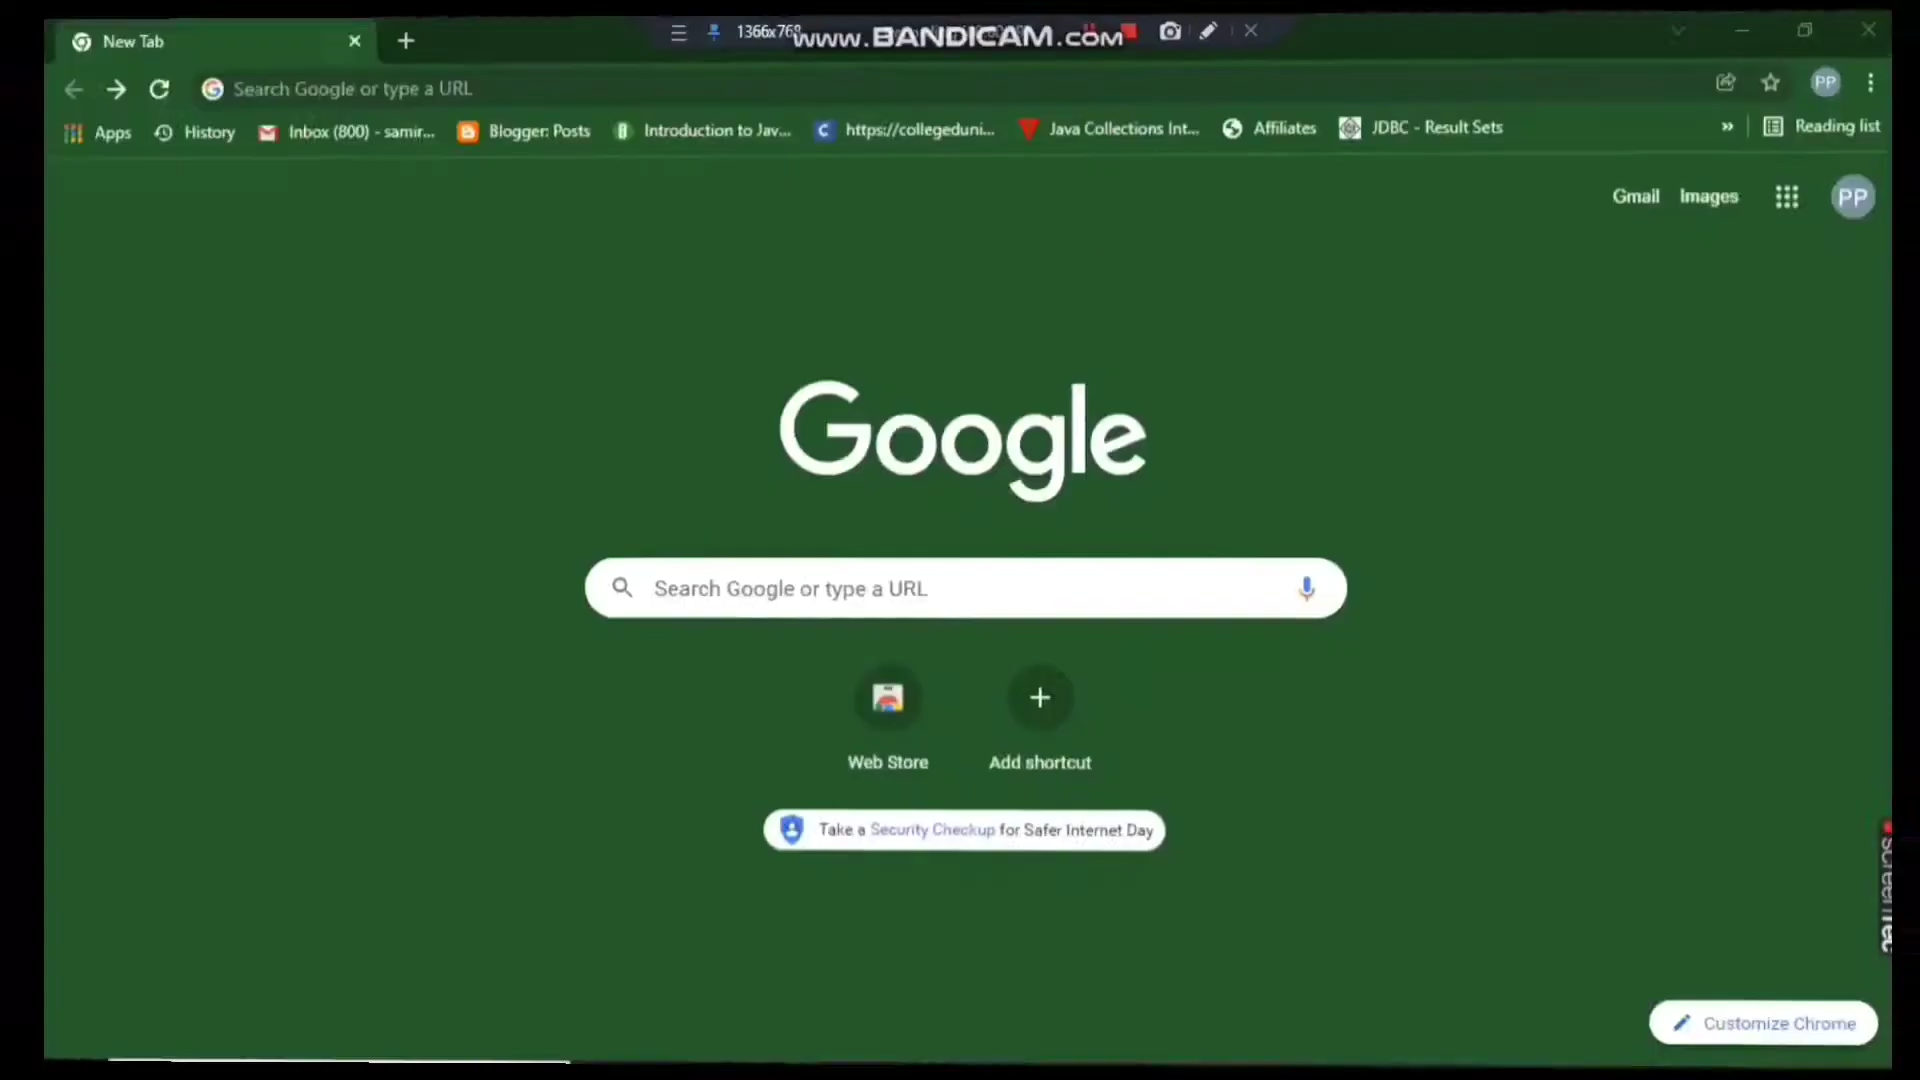 New Tab
1366x768
www.BANDICAM.com
Search Google or type a URL
PP
Apps
History
Inbox (800) - samir...
Blogger: Posts
Introduction to Jav...
https://collegeduni...
Java Collections Int...
Affiliates
JDBC - Result Sets
»
Reading list
Gmail
Images
PP
Google
Search Google or type a URL
Web Store
Add shortcut
Take a Security Checkup for Safer Internet Day
Customize Chrome